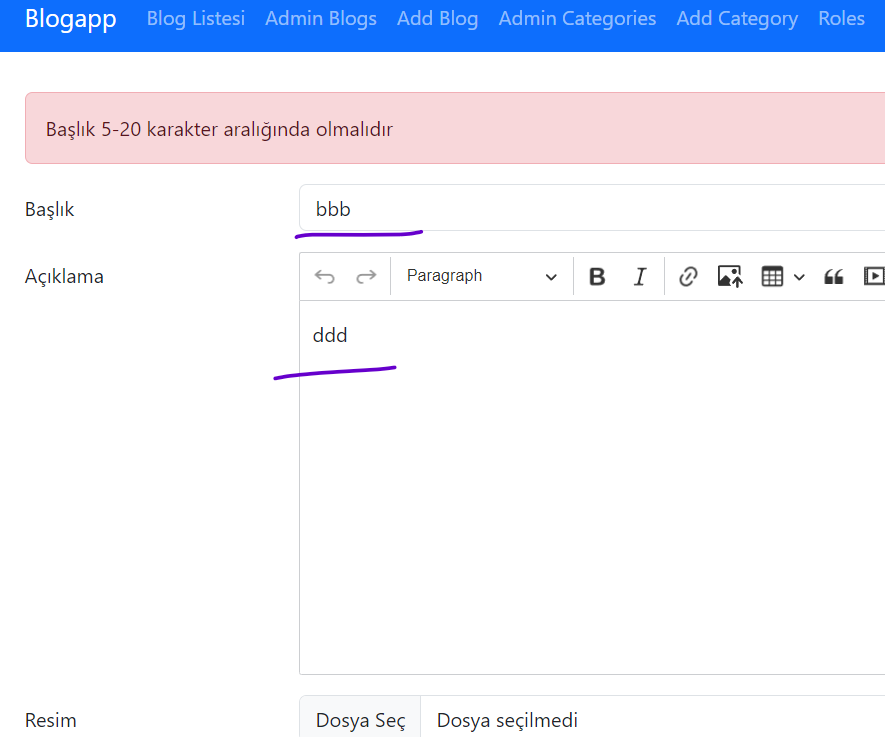 Blogapp Blog Listesi Admin Blogs Add Blog Admin Categories Add Category Roles
Başlık 5-20 karakter aralığında olmalıdır
Başlık bbb
Açıklama Paragraph B I
ddd
Resim Dosya Seç Dosya seçilmedi